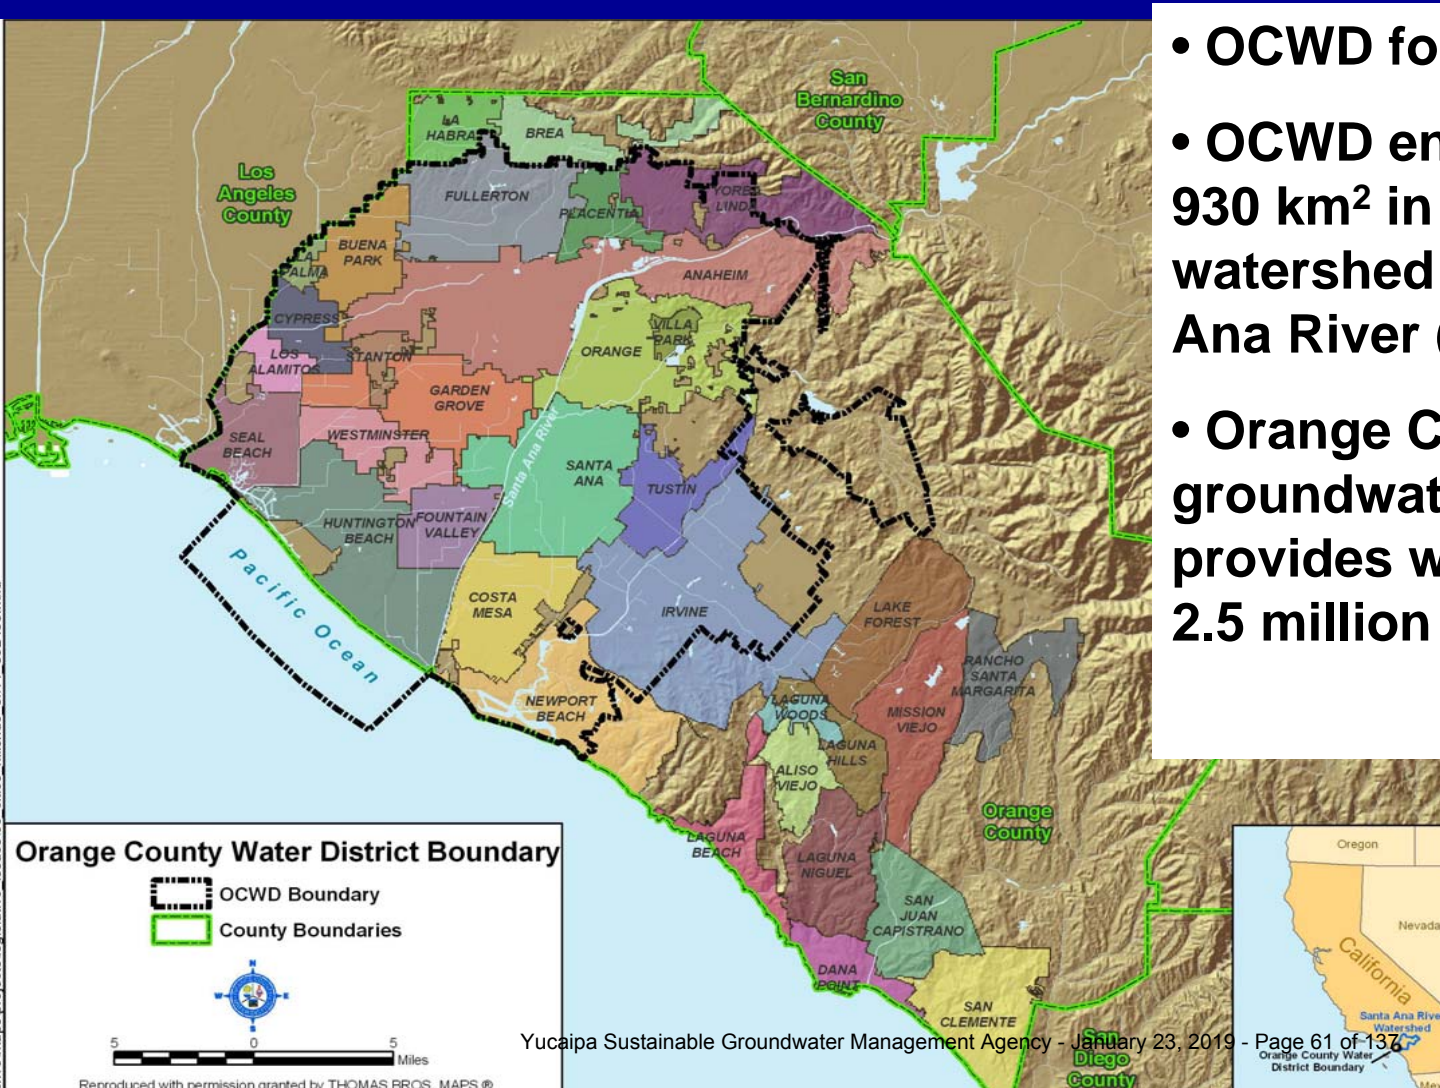 • OCWD fo
• OCWD en
930 km² in
watershed
Ana River (
• Orange C
groundwat
provides w
2.5 million
San
Bernardino
County
LA
HABRA
BREA
Los
Angeles
County
FULLERTON
PLACENTIA
YORBA
LINDA
BUENA
PARK
LA
PALMA
ANAHEIM
CYPRESS
VILLA
PARK
ORANGE
LOS
ALAMITOS
STANTON
GARDEN
GROVE
SEAL
BEACH
WESTMINSTER
Santa Ana River
SANTA
ANA
TUSTIN
HUNTINGTON
BEACH
FOUNTAIN
VALLEY
Pacific Ocean
COSTA
MESA
IRVINE
LAKE
FOREST
RANCHO
SANTA
MARGARITA
NEWPORT
BEACH
LAGUNA
WOODS
MISSION
VIEJO
LAGUNA
HILLS
ALISO
VIEJO
Orange
County
LAGUNA
BEACH
LAGUNA
NIGUEL
SAN
JUAN
CAPISTRANO
DANA
POINT
SAN
CLEMENTE
San
Diego
County
Orange County Water District Boundary
OCWD Boundary
County Boundaries
N
W
E
S
5 0 5
Miles
Reproduced with permission granted by THOMAS BROS. MAPS ®
Oregon
Nevada
California
Santa Ana Rive
Watershed
Orange County Water
District Boundary
Mex
Yucaipa Sustainable Groundwater Management Agency - January 23, 2019 - Page 61 of 137